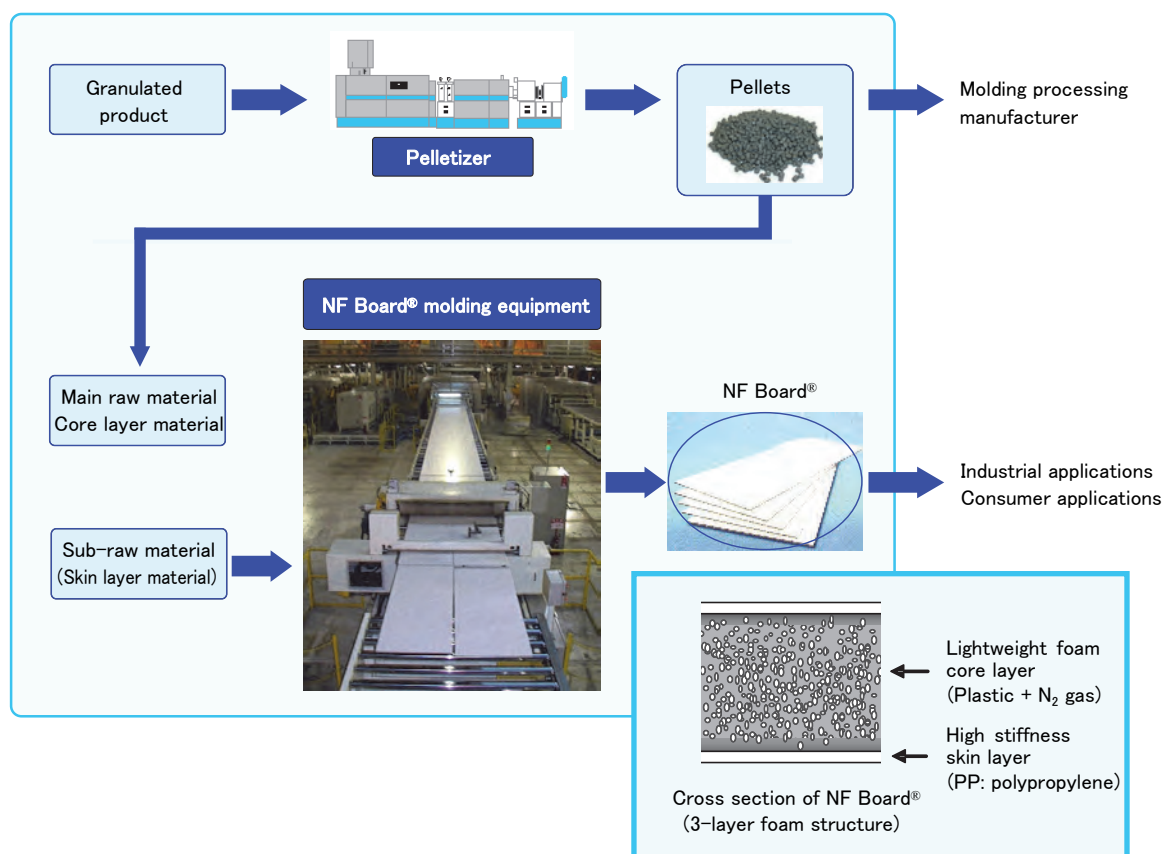 Granulated
product
Pelletizer
Pellets
Molding processing
manufacturer
NF Board® molding equipment
Main raw material
Core layer material
NF Board®
Industrial applications
Consumer applications
Sub-raw material
(Skin layer material)
Lightweight foam
core layer
(Plastic + N₂ gas)
High stiffness
skin layer
(PP: polypropylene)
Cross section of NF Board®
(3-layer foam structure)